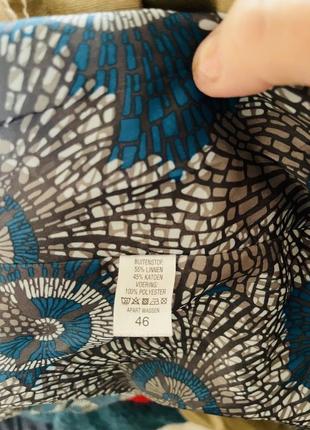 BUITENSTOF:
55% LINNEN
45% KATOEN
VOERING:
100% POLYESTER
APART WASSEN
46